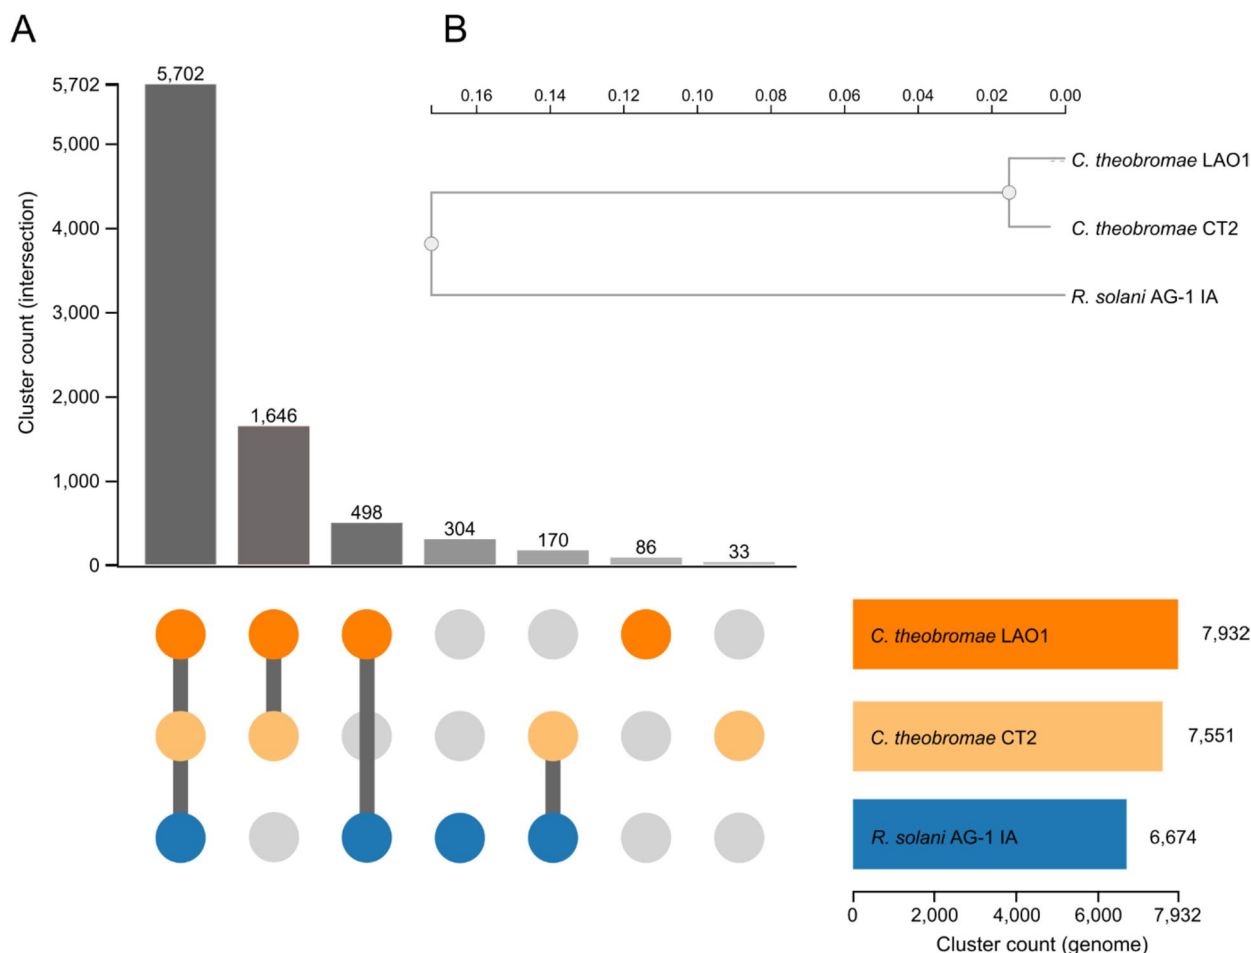 A
B
5,702
5,000
4,000
3,000
2,000
1,000
0
Cluster count (intersection)
5,702
1,646
498
304
170
86
33
0.16 0.14 0.12 0.10 0.08 0.06 0.04 0.02 0.00
C. theobromae LAO1
C. theobromae CT2
R. solani AG-1 IA
C. theobromae LAO1 7,932
C. theobromae CT2 7,551
R. solani AG-1 IA 6,674
0 2,000 4,000 6,000 7,932
Cluster count (genome)